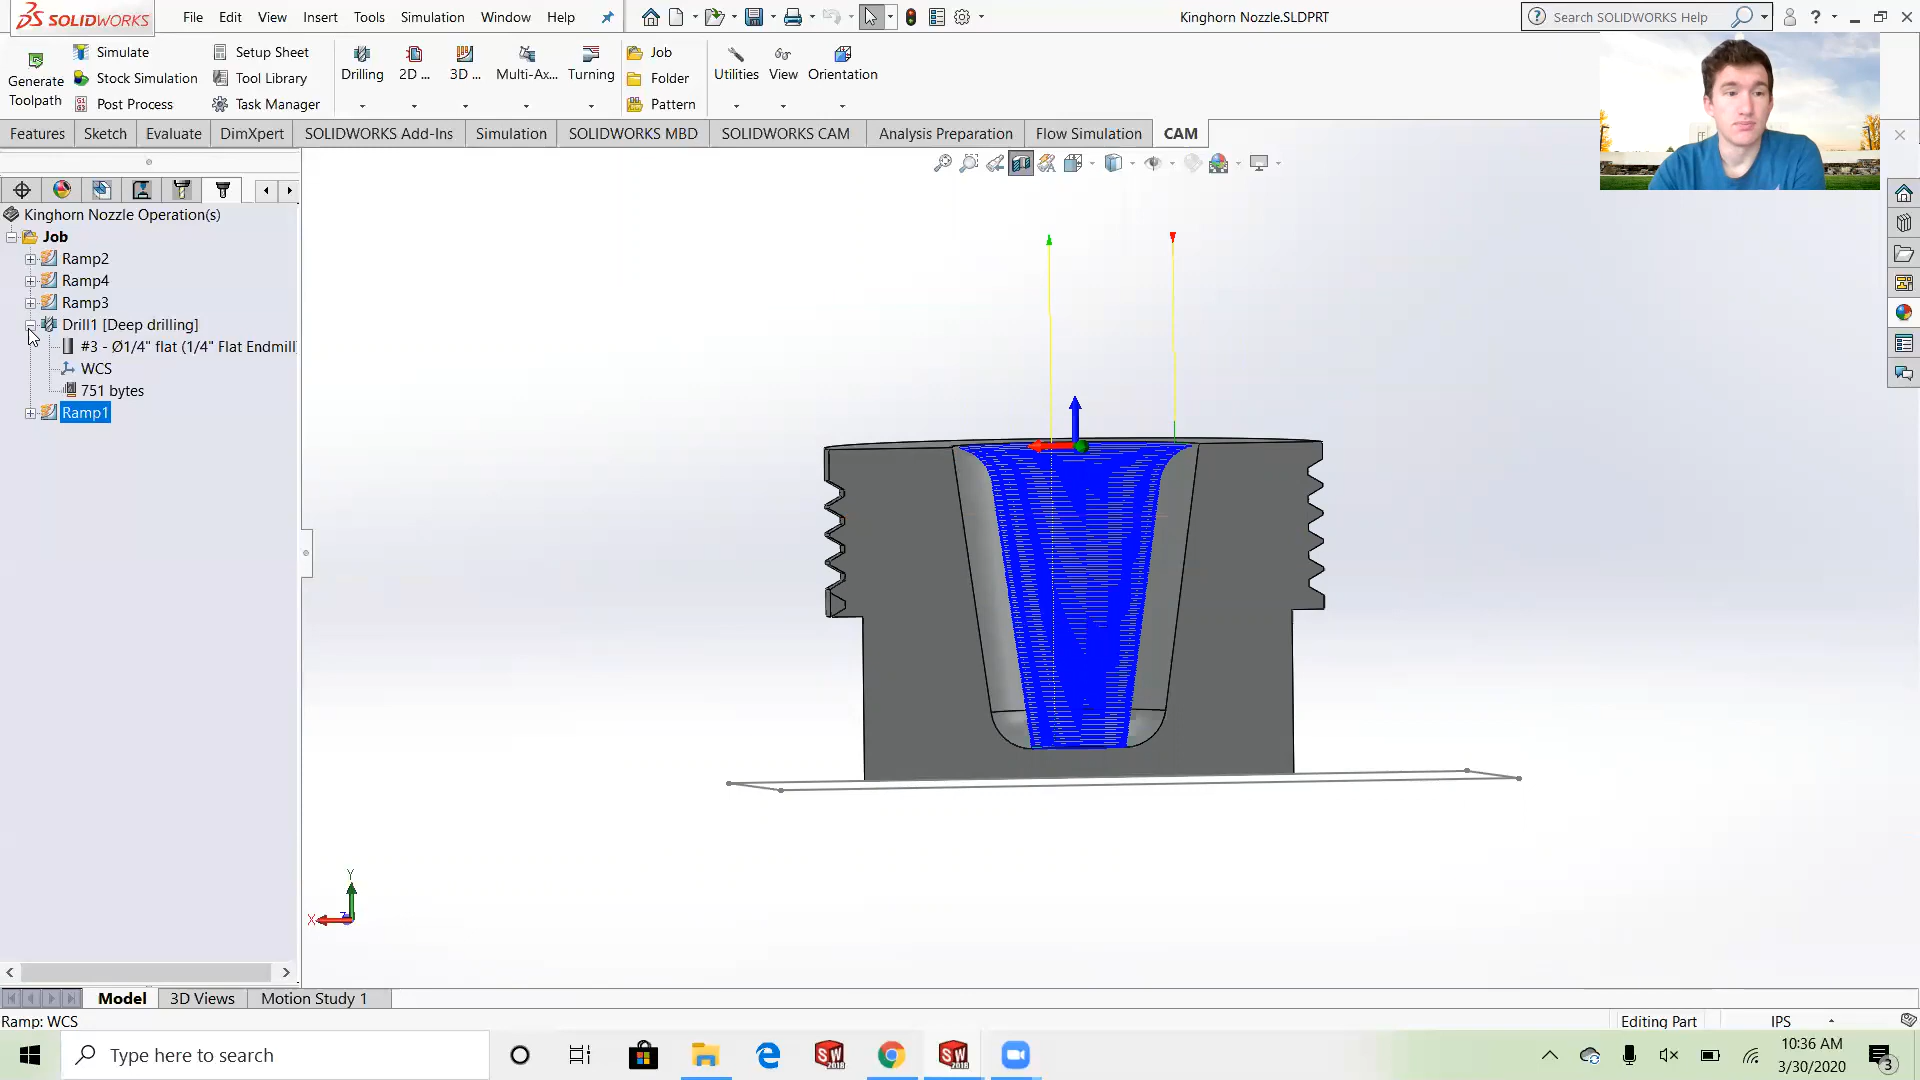 SOLIDWORKS
File Edit View Insert Tools Simulation Window Help
Kinghorn Nozzle.SLDPRT
Search SOLIDWORKS Help
Generate Toolpath
Simulate
Stock Simulation
Post Process
Setup Sheet
Tool Library
Task Manager
Drilling
2D ...
3D ...
Multi-Ax...
Turning
Job
Folder
Pattern
Utilities
View
Orientation
Features Sketch Evaluate DimXpert SOLIDWORKS Add-Ins Simulation SOLIDWORKS MBD SOLIDWORKS CAM Analysis Preparation Flow Simulation CAM
Kinghorn Nozzle Operation(s)
Job
Ramp2
Ramp4
Ramp3
Drill1 [Deep drilling]
#3 - Ø1/4" flat (1/4" Flat Endmill
WCS
751 bytes
Ramp1
Y
X
Z
Model 3D Views Motion Study 1
Ramp: WCS
Editing Part
IPS
Type here to search
SW 2018
SW 2018
10:36 AM
3/30/2020
3